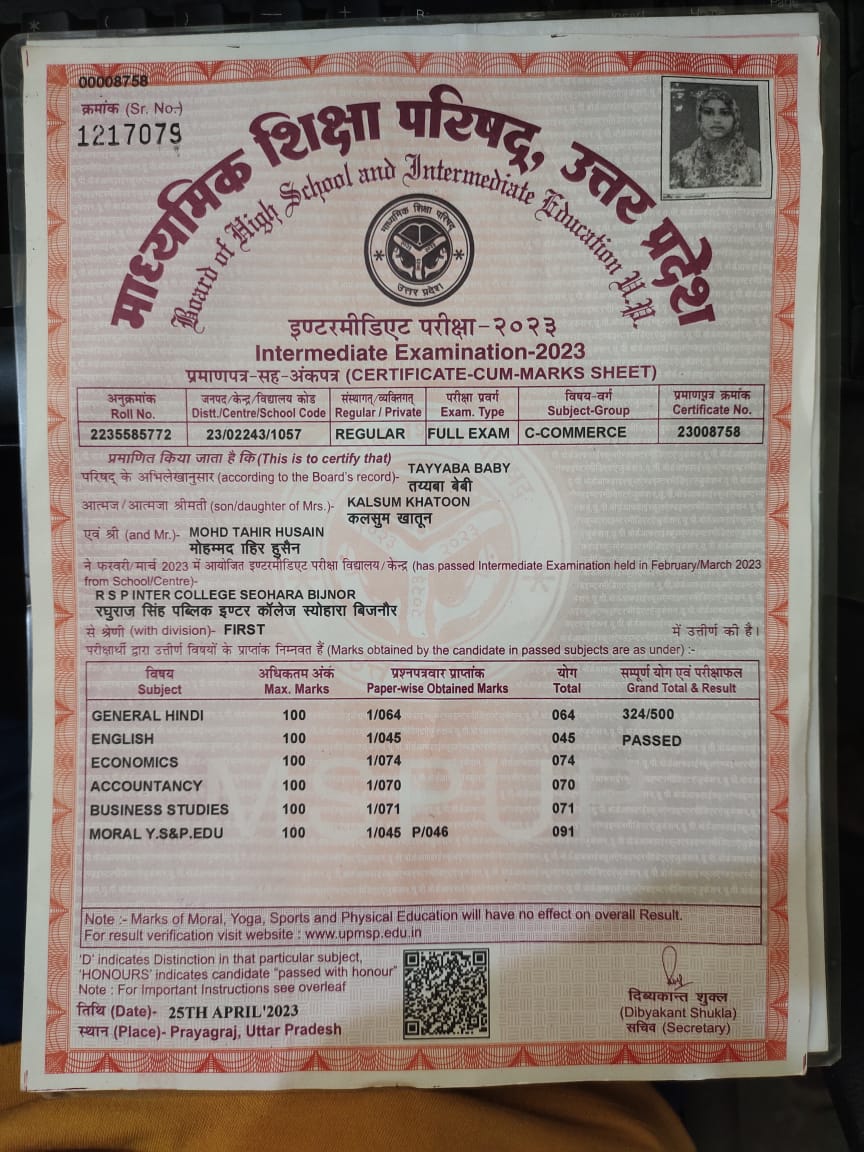 00008758
क्रमांक (Sr. No.-)
1217079
माध्यमिक शिक्षा परिषद्, उत्तर प्रदेश
Board of High School and Intermediate Education U.P.
माध्यमिक शिक्षा परिषद
उत्तर प्रदेश
इण्टरमीडिएट परीक्षा-२०२३
Intermediate Examination-2023
प्रमाणपत्र-सह-अंकपत्र (CERTIFICATE-CUM-MARKS SHEET)
अनुक्रमांक जनपद/केन्द्र/विद्यालय कोड संस्थागत/व्यक्तिगत परीक्षा प्रवर्ग विषय-वर्ग प्रमाणपत्र क्रमांक
Roll No. Distt./Centre/School Code Regular / Private Exam. Type Subject-Group Certificate No.
2235585772 23/02243/1057 REGULAR FULL EXAM C-COMMERCE 23008758
प्रमाणित किया जाता है कि (This is to certify that)
परिषद् के अभिलेखानुसार (according to the Board's record)- TAYYABA BABY
तय्यबा बेबी
आत्मज/आत्मजा श्रीमती (son/daughter of Mrs.)- KALSUM KHATOON
कलसुम खातून
एवं श्री (and Mr.)- MOHD TAHIR HUSAIN
मोहम्मद ताहिर हुसैन
ने फरवरी/मार्च 2023 में आयोजित इण्टरमीडिएट परीक्षा विद्यालय/केन्द्र (has passed Intermediate Examination held in February/March 2023
from School/Centre)-
R S P INTER COLLEGE SEOHARA BIJNOR
रघुराज सिंह पब्लिक इण्टर कॉलेज स्योहारा बिजनौर
से श्रेणी (with division)- FIRST में उत्तीर्ण की है।
परीक्षार्थी द्वारा उत्तीर्ण विषयों के प्राप्तांक निम्नवत हैं (Marks obtained by the candidate in passed subjects are as under) :-
विषय अधिकतम अंक प्रश्नपत्रवार प्राप्तांक योग सम्पूर्ण योग एवं परीक्षाफल
Subject Max. Marks Paper-wise Obtained Marks Total Grand Total & Result
GENERAL HINDI 100 1/064 064 324/500
ENGLISH 100 1/045 045 PASSED
ECONOMICS 100 1/074 074
ACCOUNTANCY 100 1/070 070
BUSINESS STUDIES 100 1/071 071
MORAL Y.S&P.EDU 100 1/045 P/046 091
MSPUP
Note :- Marks of Moral, Yoga, Sports and Physical Education will have no effect on overall Result.
For result verification visit website : www.upmsp.edu.in
'D' indicates Distinction in that particular subject,
'HONOURS' indicates candidate "passed with honour"
Note : For Important Instructions see overleaf
तिथि (Date)- 25TH APRIL'2023
स्थान (Place)- Prayagraj, Uttar Pradesh
दिब्यकान्त शुक्ल
(Dibyakant Shukla)
सचिव (Secretary)